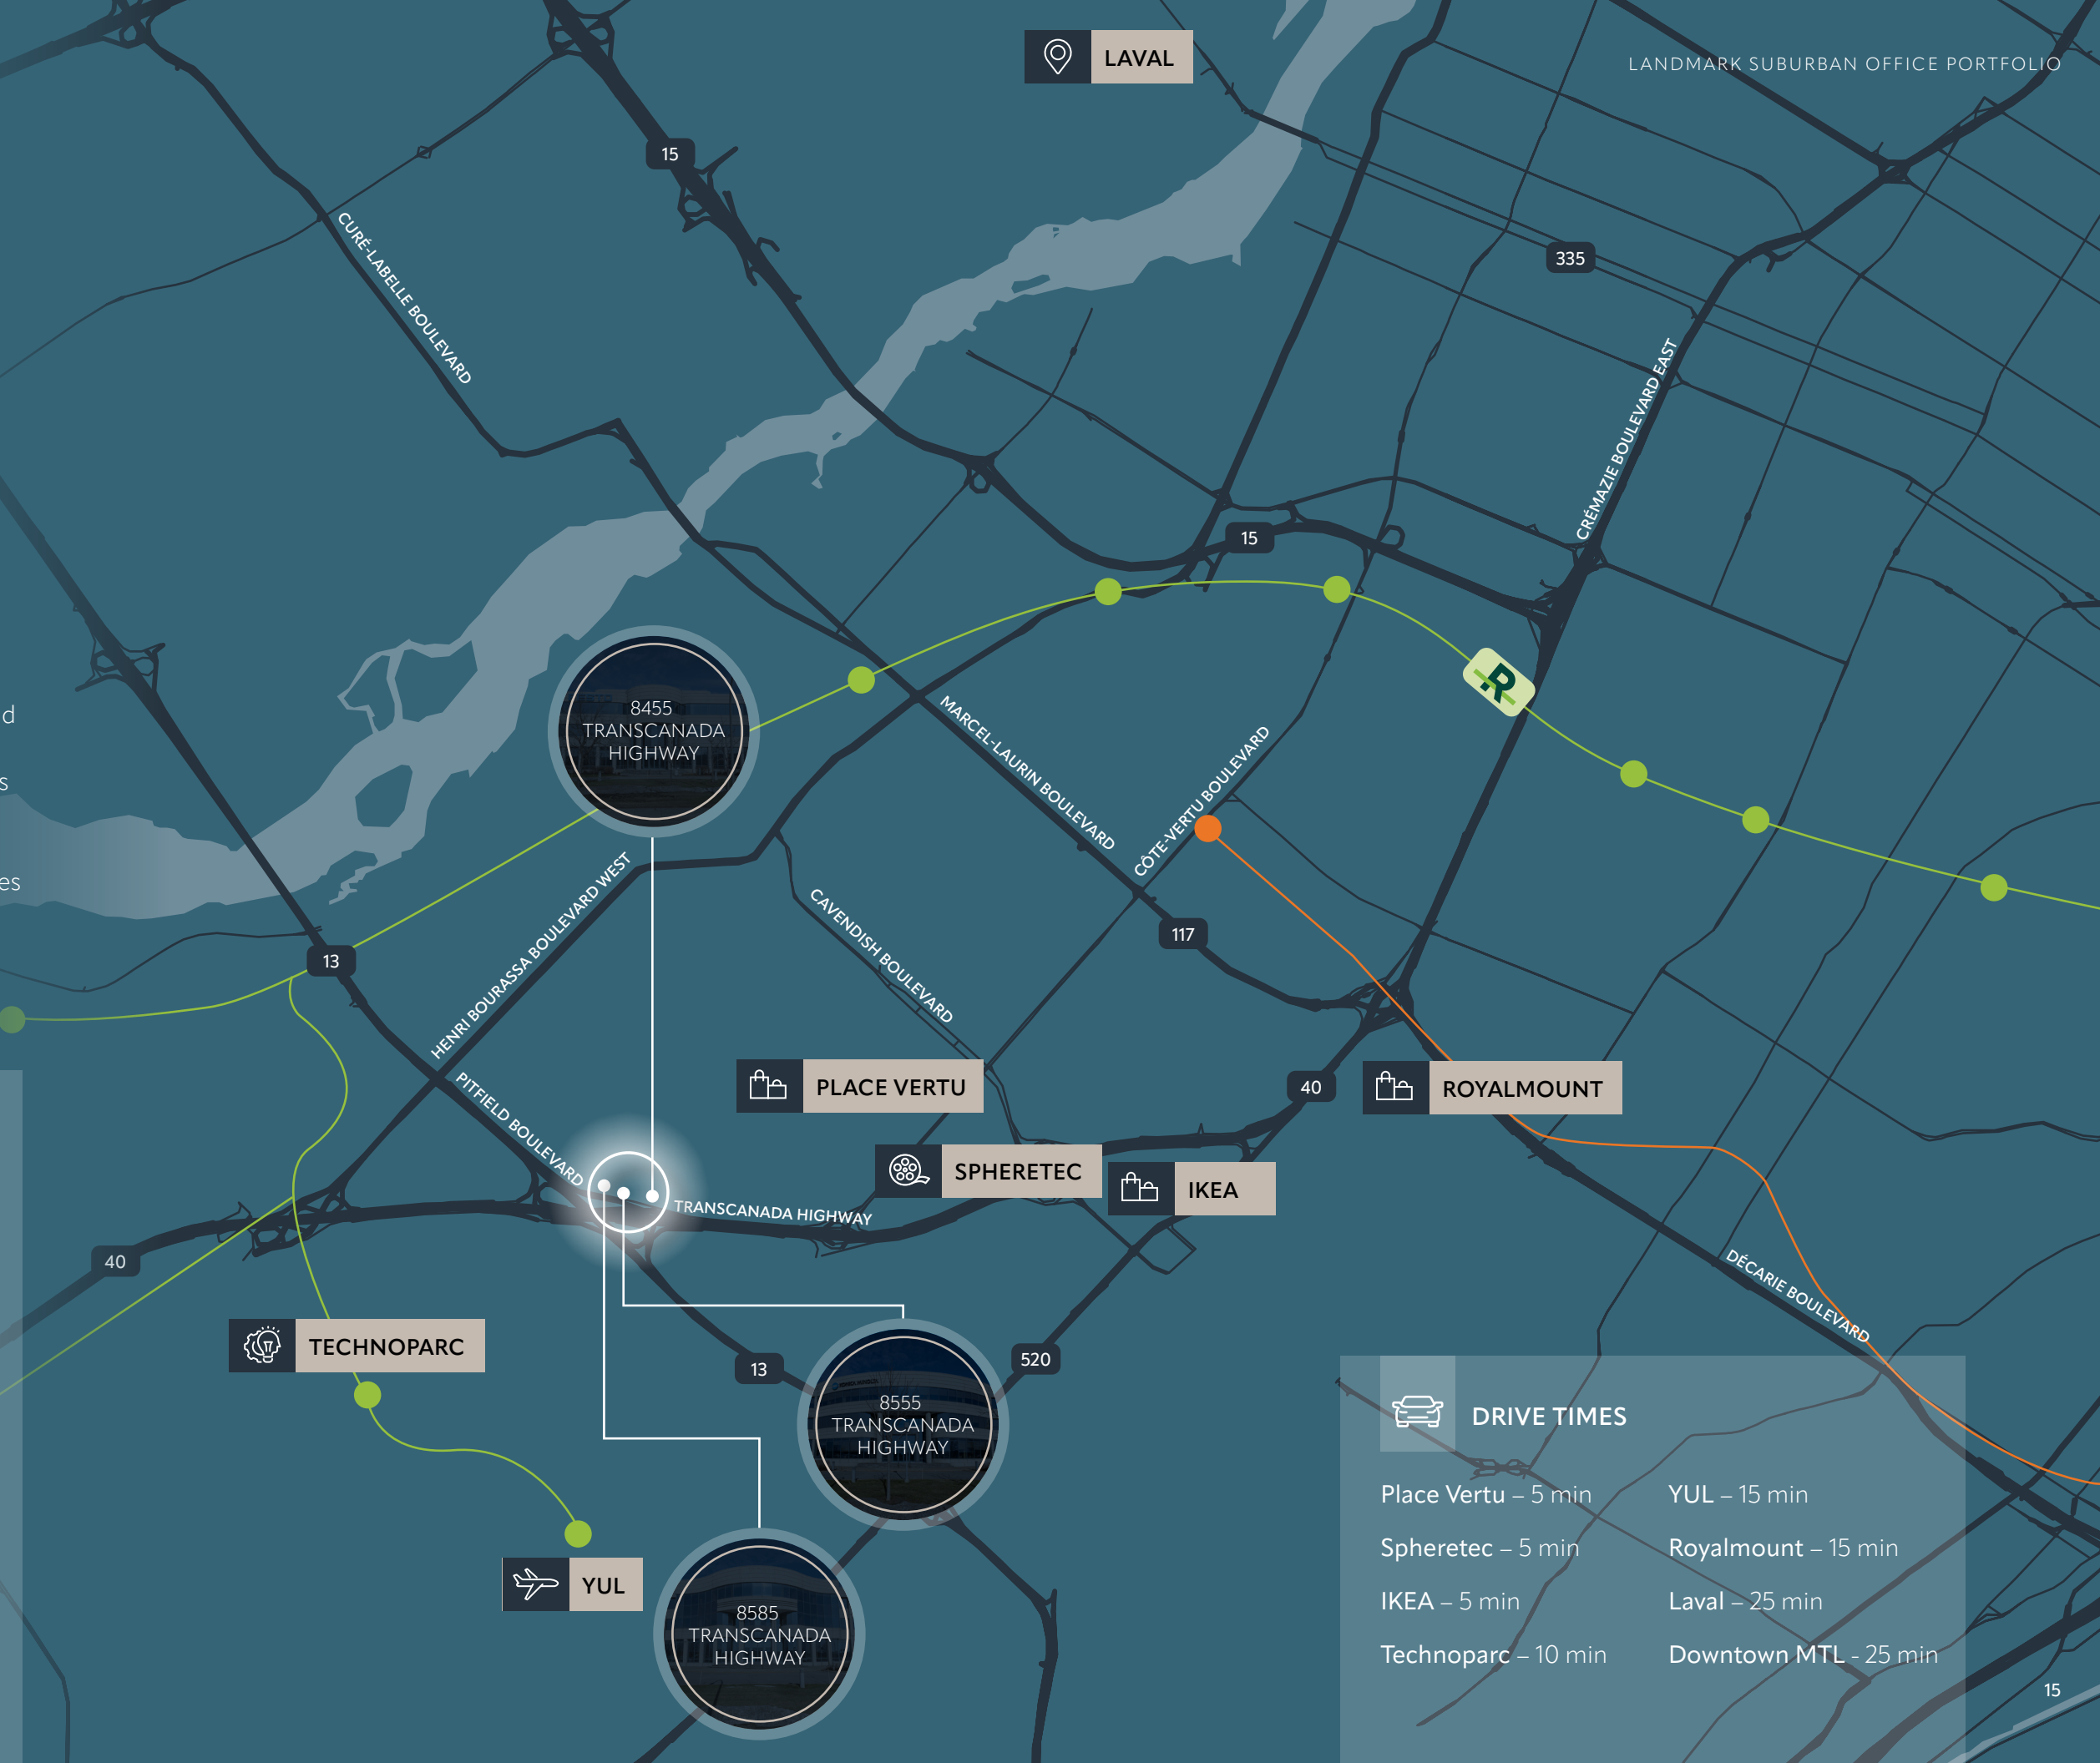 LAVAL
LANDMARK SUBURBAN OFFICE PORTFOLIO
15
335
CURÉ-LABELLE BOULEVARD
CRÉMAZIE BOULEVARD EAST
15
R
d
s
es
8455
TRANSCANADA
HIGHWAY
MARCEL-LAURIN BOULEVARD
CÔTE-VERTU BOULEVARD
HENRI BOURASSA BOULEVARD WEST
CAVENDISH BOULEVARD
117
13
PITFIELD BOULEVARD
PLACE VERTU
40
ROYALMOUNT
SPHERETEC
IKEA
TRANSCANADA HIGHWAY
40
DÉCARIE BOULEVARD
TECHNOPARC
13
520
8555
TRANSCANADA
HIGHWAY
YUL
8585
TRANSCANADA
HIGHWAY
DRIVE TIMES
Place Vertu – 5 min
Spheretec – 5 min
IKEA – 5 min
Technoparc – 10 min
YUL – 15 min
Royalmount – 15 min
Laval – 25 min
Downtown MTL - 25 min
15